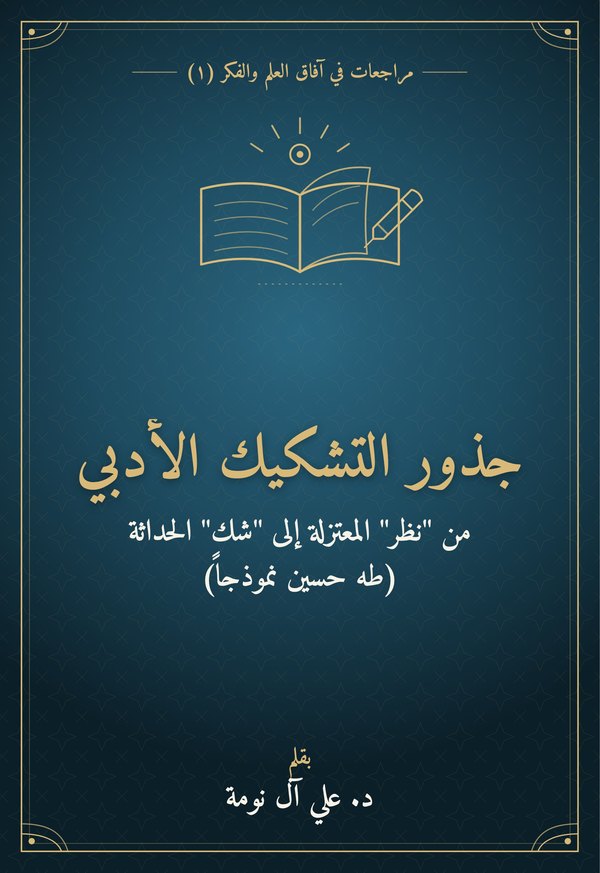 مراجعات في آفاق العلم والفكر (١)
جذور التشكيك الأدبي
من "نظر" المعتزلة إلى "شك" الحداثة
(طه حسين نموذجاً)
بقلم
د. علي آل نومة